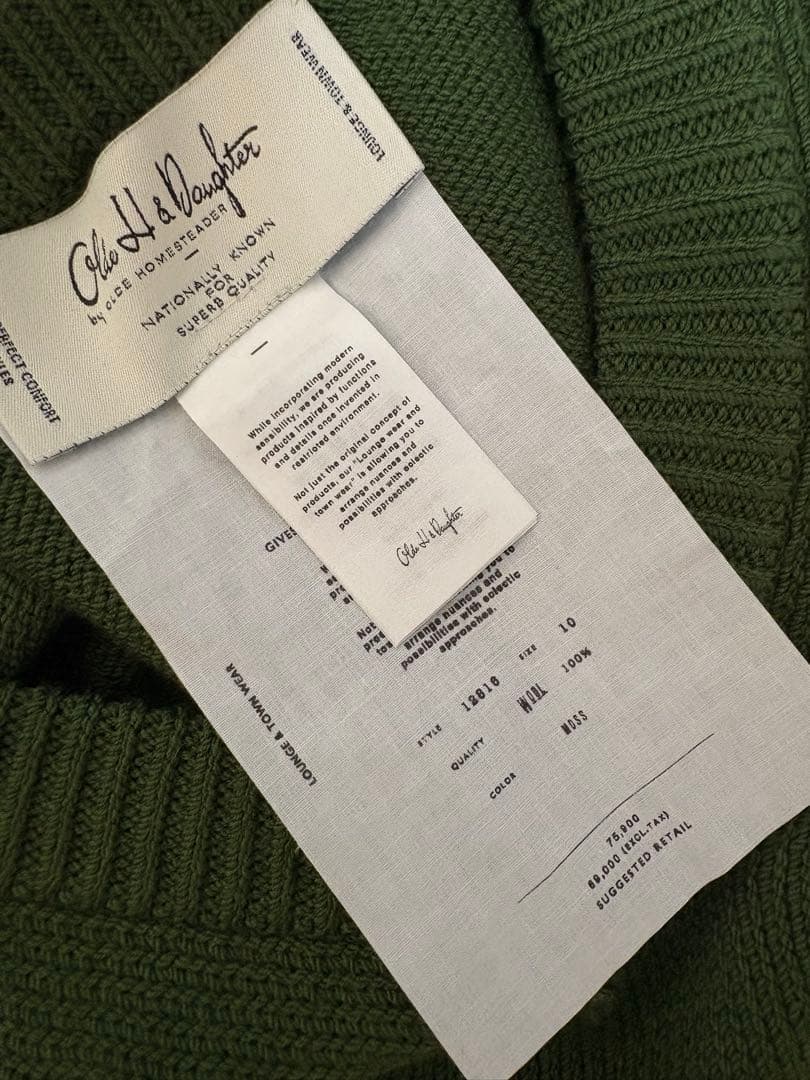 LOUNGE & TOWN WEAR
Olde H & Daughter
by OLDE HOMESTEADER
NATIONALLY KNOWN
FOR
SUPERB QUALITY
PERFECT CONFORT
While incorporating modern
sensibility, we are producing
products inspired by functions
and details once invented in
restricted environment.
Not just the original concept of
products, our "Lounge wear and
town wear" is allowing you to
arrange nuances and
possibilities with eclectic
approaches.
Olde H & Daughter
GIVES
you to
arrange nuances and
possibilities with eclectic
approaches.
LOUNGE & TOWN WEAR
STYLE 12616 SIZE 10
QUALITY WOOL 100%
COLOR MOSS
75,900
69,000 (EXCL.TAX)
SUGGESTED RETAIL